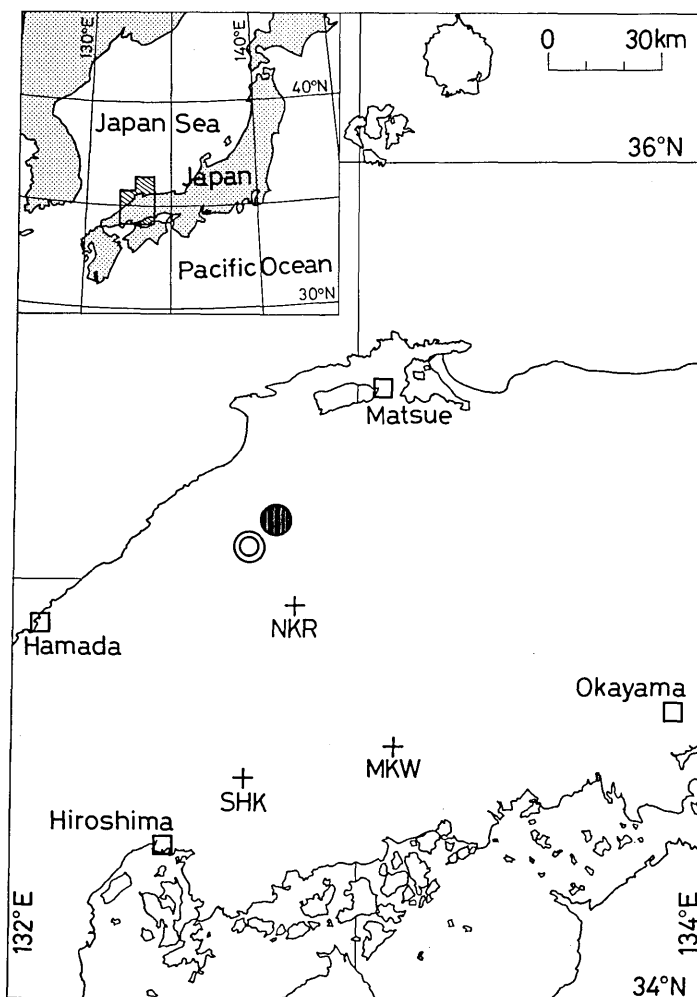 130°E
140°E
40°N
Japan Sea
Japan
Pacific Ocean
30°N
0 30km
36°N
Matsue
Hamada
NKR
Okayama
MKW
SHK
Hiroshima
132°E
134°E
34°N